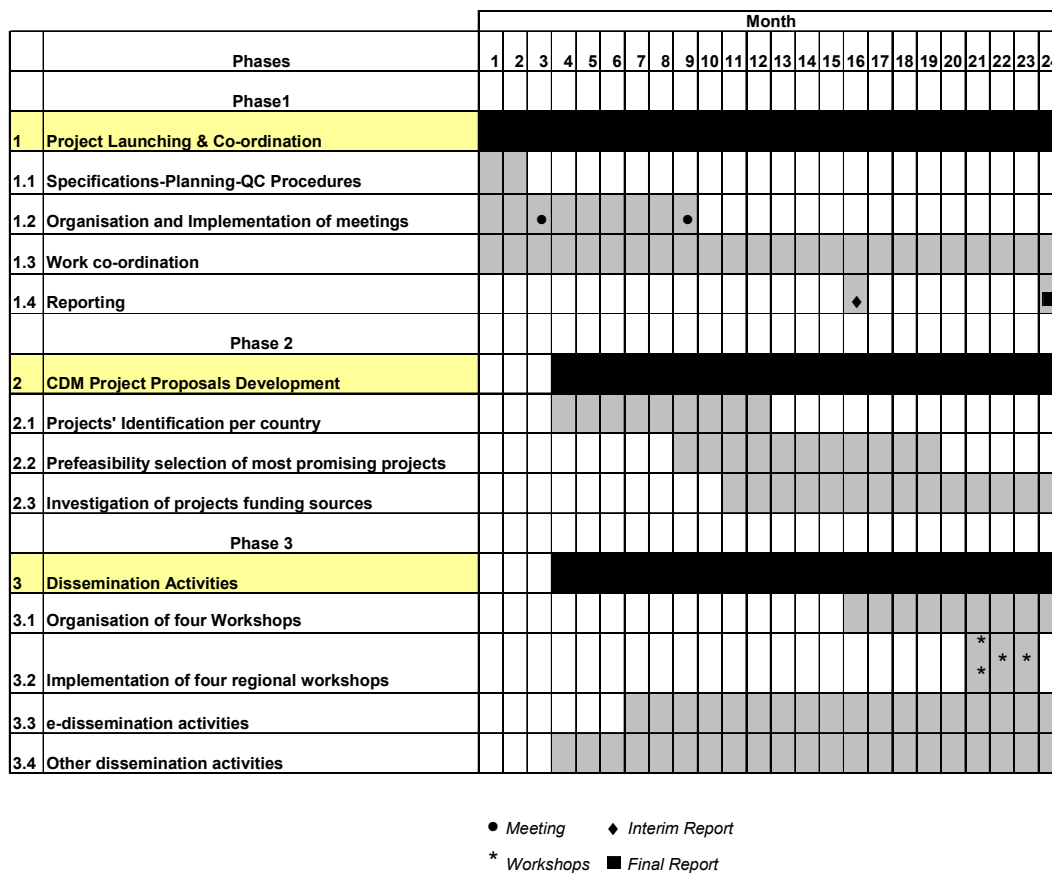 Month
Phases 1 2 3 4 5 6 7 8 9 10 11 12 13 14 15 16 17 18 19 20 21 22 23 24
Phase1
1 Project Launching & Co-ordination
1.1 Specifications-Planning-QC Procedures
1.2 Organisation and Implementation of meetings
1.3 Work co-ordination
1.4 Reporting
Phase 2
2 CDM Project Proposals Development
2.1 Projects' Identification per country
2.2 Prefeasibility selection of most promising projects
2.3 Investigation of projects funding sources
Phase 3
3 Dissemination Activities
3.1 Organisation of four Workshops
3.2 Implementation of four regional workshops
3.3 e-dissemination activities
3.4 Other dissemination activities
● Meeting ♦ Interim Report
* Workshops ■ Final Report